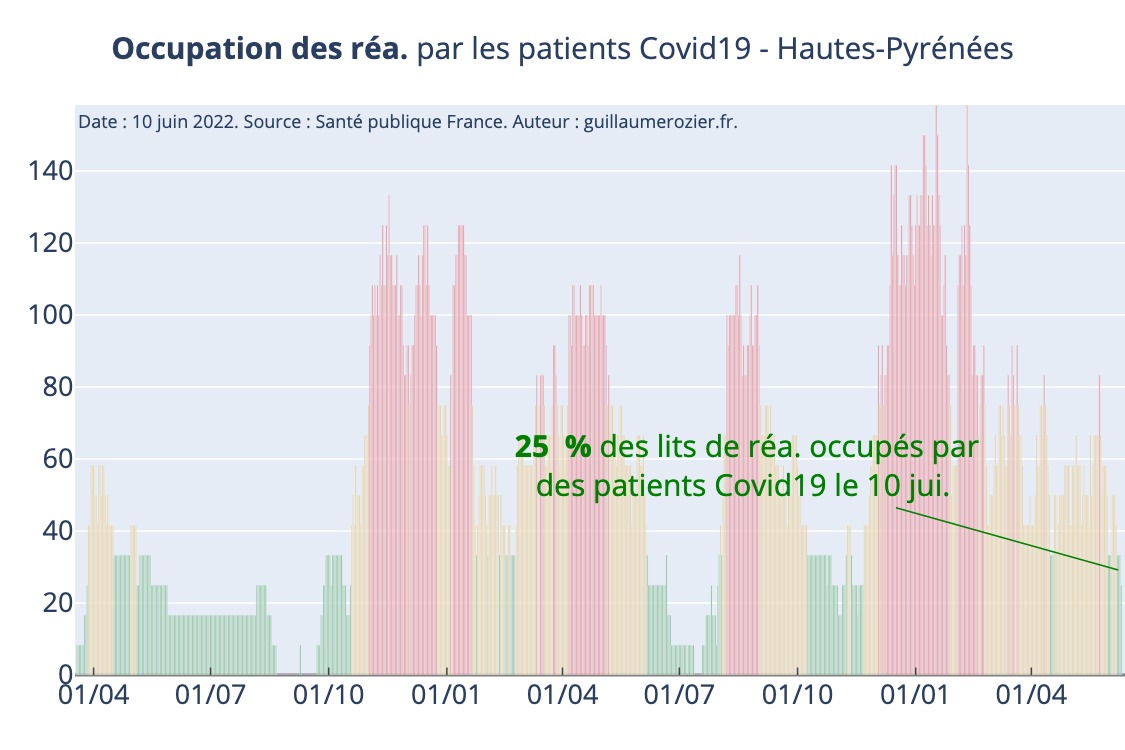 Occupation des réa. par les patients Covid19 - Hautes-Pyrénées
Date : 10 juin 2022. Source : Santé publique France. Auteur : guillaumerozier.fr.
140
120
100
80
60
40
20
0
25  % des lits de réa. occupés par
des patients Covid19 le 10 jui.
01/04 01/07 01/10 01/01 01/04 01/07 01/10 01/01 01/04